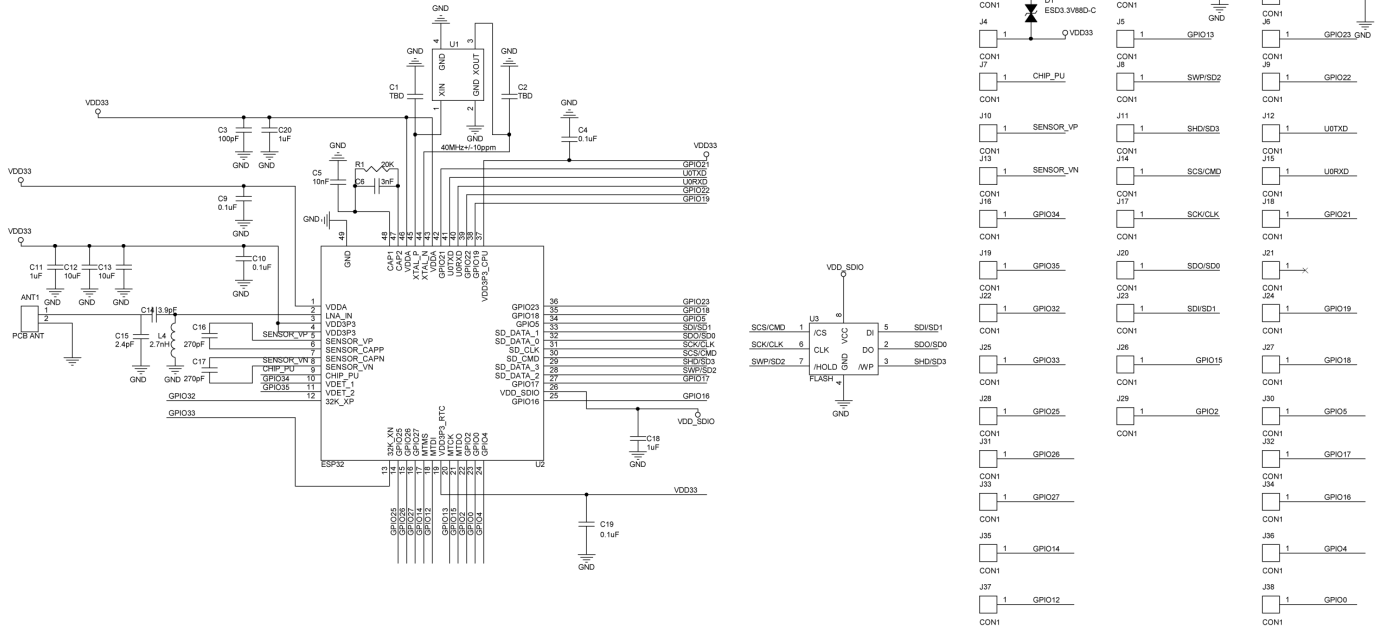 GND
U1
4
3
GND
XOUT
XIN
GND
1
2
GND
40MHz+/-10ppm
GND
C1
TBD
GND
C2
TBD
VDD33
C3
100pF
C20
1uF
GND
GND
GND
C4
0.1uF
VDD33
GND
R1
20K
C5
10nF
C6
3nF
GPIO21
U0TXD
U0RXD
GPIO22
GPIO19
VDD33
C9
0.1uF
GND
GND
VDD33
C11
1uF
C12
10uF
C13
10uF
GND
GND
GND
C10
0.1uF
GND
49
48
47
46
45
44
43
42
41
40
39
38
37
GND
CAP1
CAP2
VDDA
XTAL_P
XTAL_N
VDDA
GPIO21
U0TXD
U0RXD
GPIO22
GPIO19
VDD3P3_CPU
ANT1
1
2
PCB ANT
C14
3.9pF
C15
2.4pF
L4
2.7nH
GND
GND
C16
270pF
C17
270pF
SENSOR_VP
SENSOR_VN
CHIP_PU
GPIO34
GPIO35
GPIO32
GPIO33
1 VDDA
2 LNA_IN
3 VDD3P3
4 VDD3P3
5 SENSOR_VP
6 SENSOR_CAPP
7 SENSOR_CAPN
8 SENSOR_VN
9 CHIP_PU
10 VDET_1
11 VDET_2
12 32K_XP
GPIO23 36 GPIO23
GPIO18 35 GPIO18
GPIO5 34 GPIO5
SD_DATA_1 33 SDI/SD1
SD_DATA_0 32 SDO/SD0
SD_CLK 31 SCK/CLK
SD_CMD 30 SCS/CMD
SD_DATA_3 29 SHD/SD3
SD_DATA_2 28 SWP/SD2
GPIO17 27 GPIO17
VDD_SDIO 26
GPIO16 25 GPIO16
VDD_SDIO
C18
1uF
GND
32K_XN
GPIO25
GPIO26
GPIO27
MTMS
MTDI
VDD3P3_RTC
MTCK
MTDO
GPIO2
GPIO0
GPIO4
ESP32
U2
13
14
15
16
17
18
19
20
21
22
23
24
GPIO25
GPIO26
GPIO27
GPIO14
GPIO12
GPIO13
GPIO15
GPIO2
GPIO0
GPIO4
VDD33
C19
0.1uF
GND
VDD_SDIO
U3
8
SCS/CMD 1 /CS
SCK/CLK 6 CLK
SWP/SD2 7 /HOLD
VCC
GND
DI 5 SDI/SD1
DO 2 SDO/SD0
/WP 3 SHD/SD3
FLASH
4
GND
CON1
D1
ESD3.3V88D-C
CON1
GND
CON1
GND
J4
1
VDD33
CON1
J5
1
GPIO13
CON1
J6
1
GPIO23
CON1
J7
1
CHIP_PU
CON1
J8
1
SWP/SD2
CON1
J9
1
GPIO22
CON1
J10
1
SENSOR_VP
CON1
J11
1
SHD/SD3
CON1
J12
1
U0TXD
CON1
J13
1
SENSOR_VN
CON1
J14
1
SCS/CMD
CON1
J15
1
U0RXD
CON1
J16
1
GPIO34
CON1
J17
1
SCK/CLK
CON1
J18
1
GPIO21
CON1
J19
1
GPIO35
CON1
J20
1
SDO/SD0
CON1
J21
1
CON1
J22
1
GPIO32
CON1
J23
1
SDI/SD1
CON1
J24
1
GPIO19
CON1
J25
1
GPIO33
CON1
J26
1
GPIO15
CON1
J27
1
GPIO18
CON1
J28
1
GPIO25
CON1
J29
1
GPIO2
CON1
J30
1
GPIO5
CON1
J31
1
GPIO26
CON1
J32
1
GPIO17
CON1
J33
1
GPIO27
CON1
J34
1
GPIO16
CON1
J35
1
GPIO14
CON1
J36
1
GPIO4
CON1
J37
1
GPIO12
CON1
J38
1
GPIO0
CON1